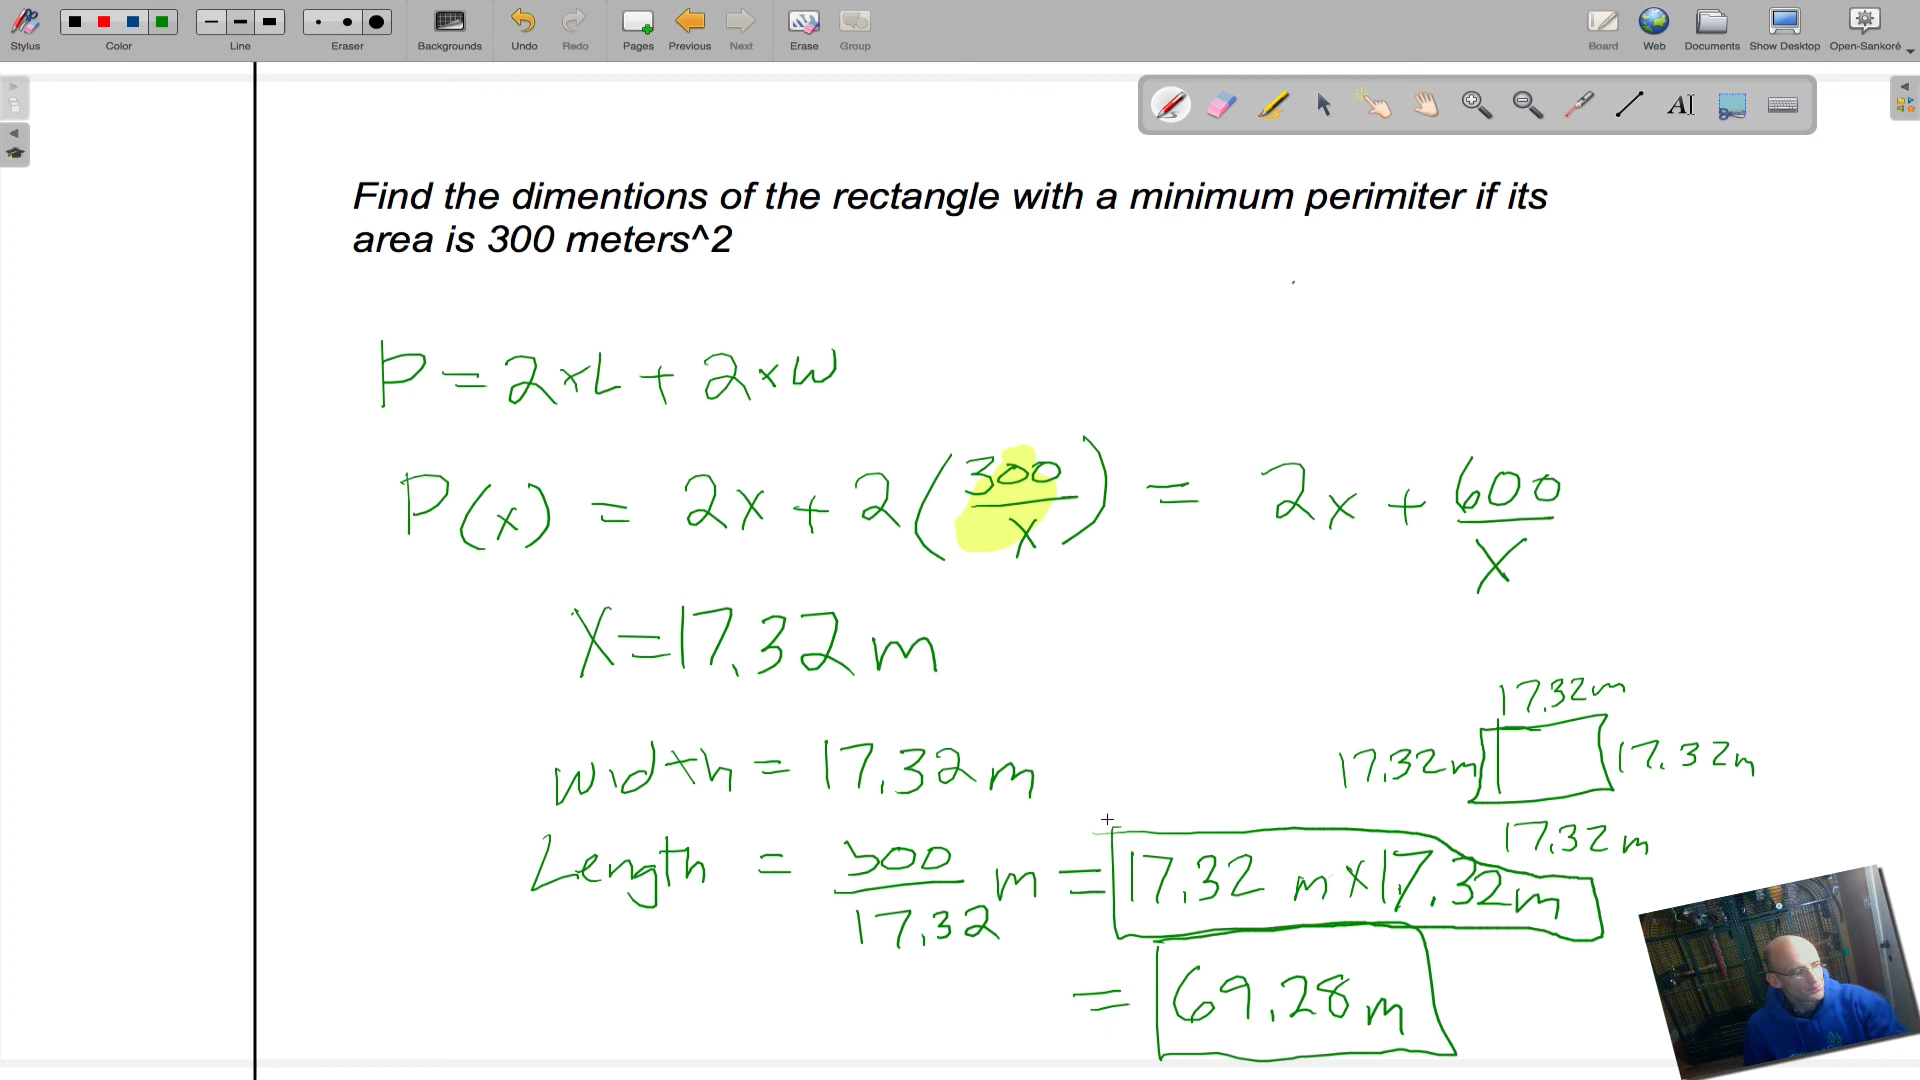 Stylus Color Line Eraser Backgrounds Undo Redo Pages Previous Next Erase Group Board Web Documents Show Desktop Open-Sankoré
AI
Find the dimentions of the rectangle with a minimum perimiter if its
area is 300 meters^2
P = 2 x L + 2 x W
P(x) = 2x + 2(300/x) = 2x + 600/x
X = 17.32 m
17.32m
17.32m 17.32m
17.32 m
width = 17.32 m
Length = 300/17.32 m = 17.32 m x 17.32m
= 69.28 m